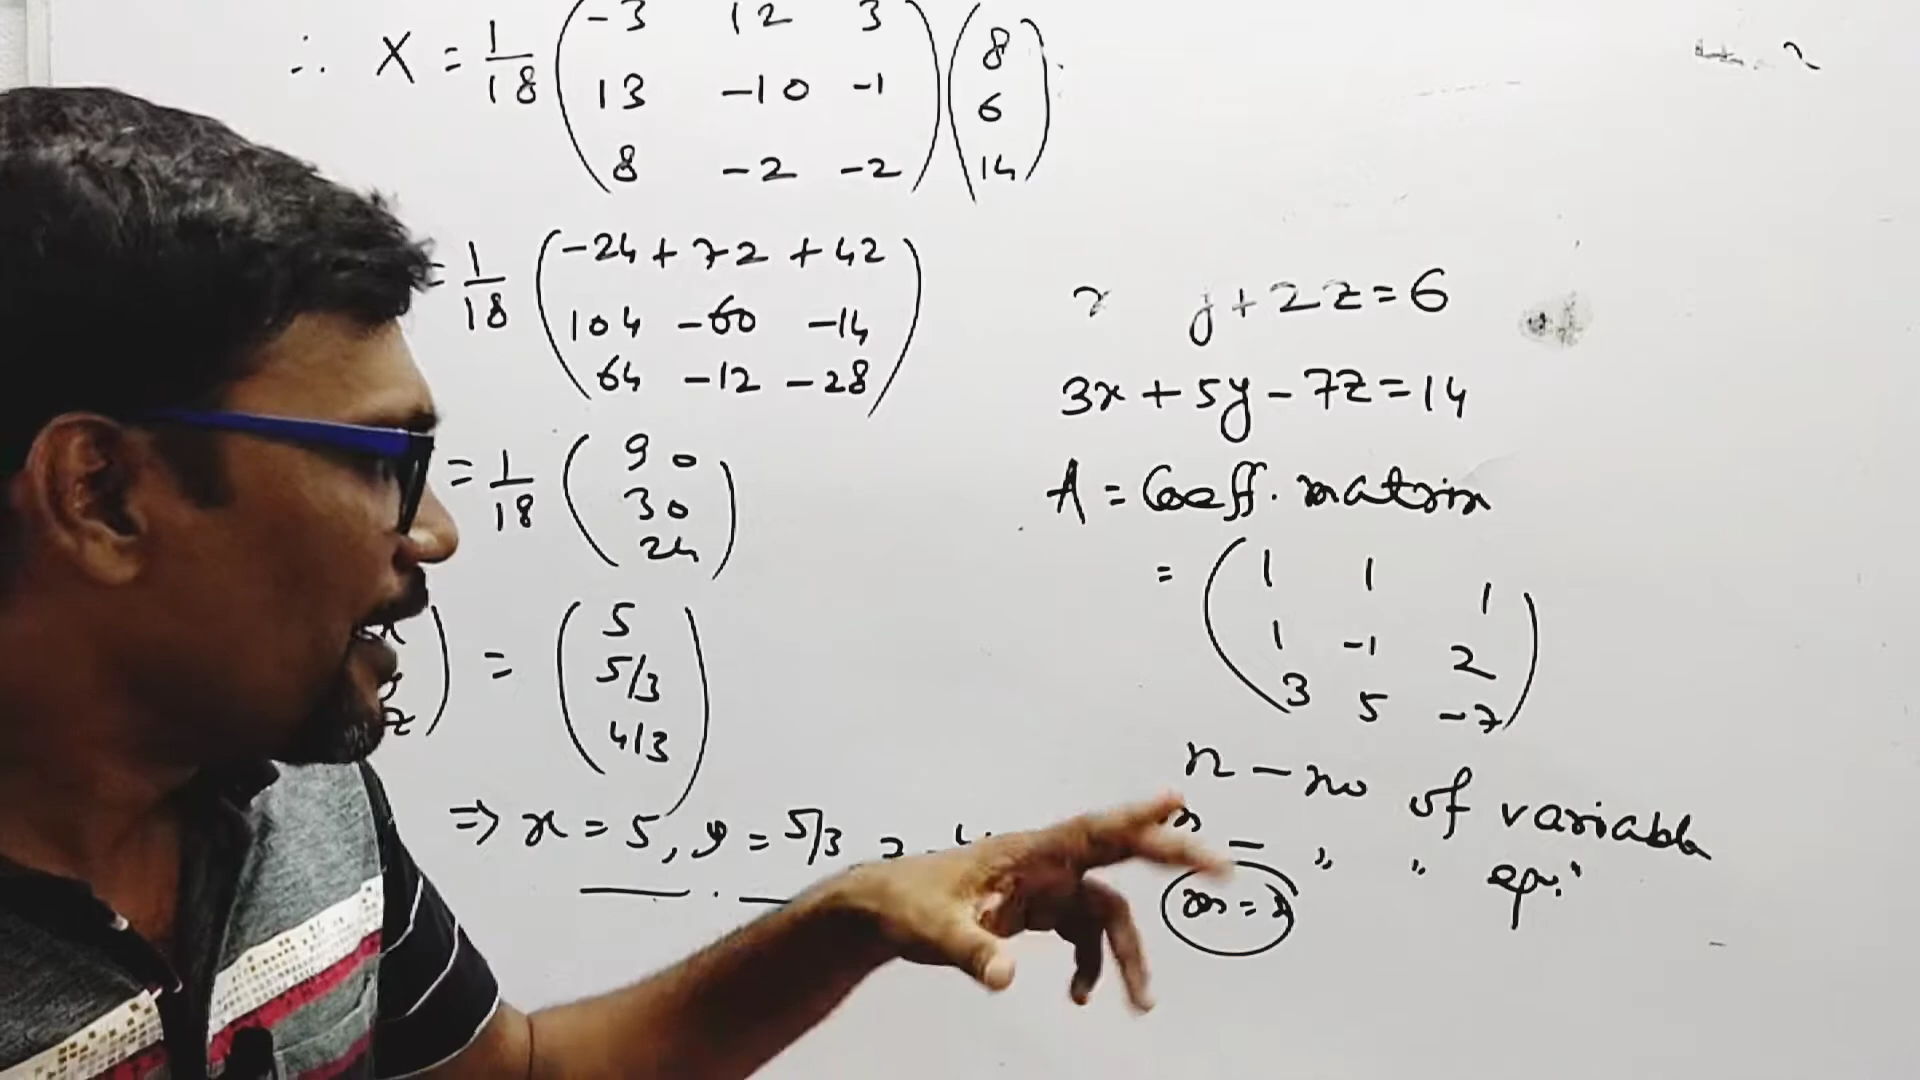 ∴ X = 1/18 (-3 12 3
13 -10 -1
8 -2 -2) (8
6
14)
= 1/18 (-24 + 72 + 42
104 -60 -14
64 -12 -28)
= 1/18 (90
30
24)
z) = (5
5/3
4/3)
⇒ x = 5, y = 5/3
y + 2z = 6
3x + 5y - 7z = 14
A = Coeff. matrix
= (1 1 1
1 -1 2
3 5 -7)
n - no of variable
- " " eqn.